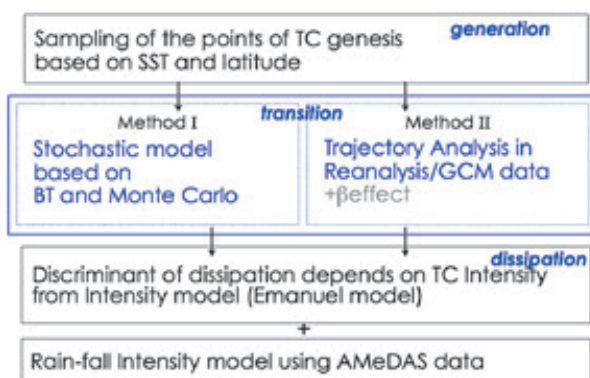 generation
Sampling of the points of TC genesis
based on SST and latitude
transition
Method I
Stochastic model
based on
BT and Monte Carlo
Method II
Trajectory Analysis in
Reanalysis/GCM data
+βeffect
dissipation
Discriminant of dissipation depends on TC Intensity
from Intensity model (Emanuel model)
+
Rain-fall Intensity model using AMeDAS data